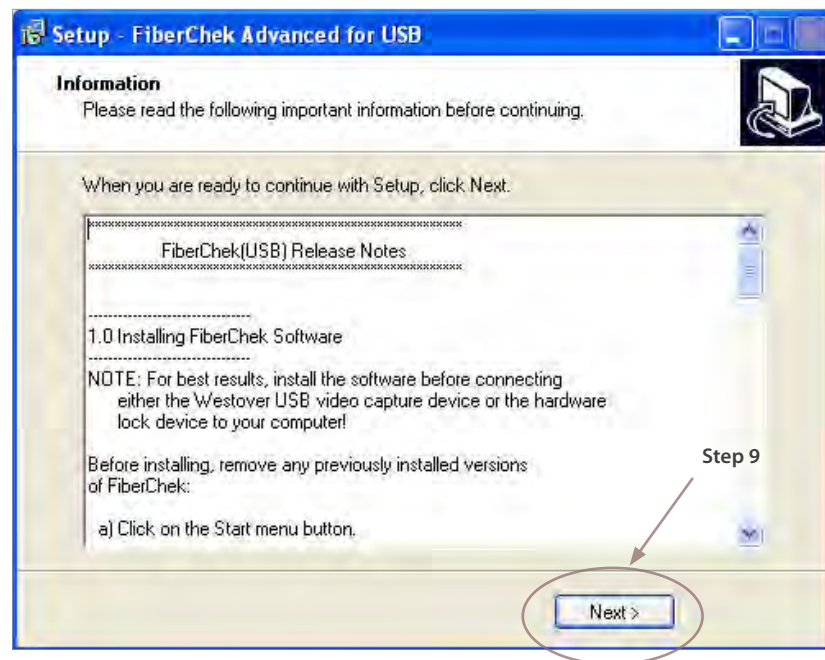 Setup - FiberChek Advanced for USB
Information
Please read the following important information before continuing.
When you are ready to continue with Setup, click Next.
××××××××××××××××××××××××××××××××××××××××××××××××××××××××××××××××××××
FiberChek(USB) Release Notes
××××××××××××××××××××××××××××××××××××××××××××××××××××××××××××××××××××
------------------------------
1.0 Installing FiberChek Software
------------------------------
NOTE: For best results, install the software before connecting
either the Westover USB video capture device or the hardware
lock device to your computer!
Before installing, remove any previously installed versions
of FiberChek:
a) Click on the Start menu button.
Step 9
Next >